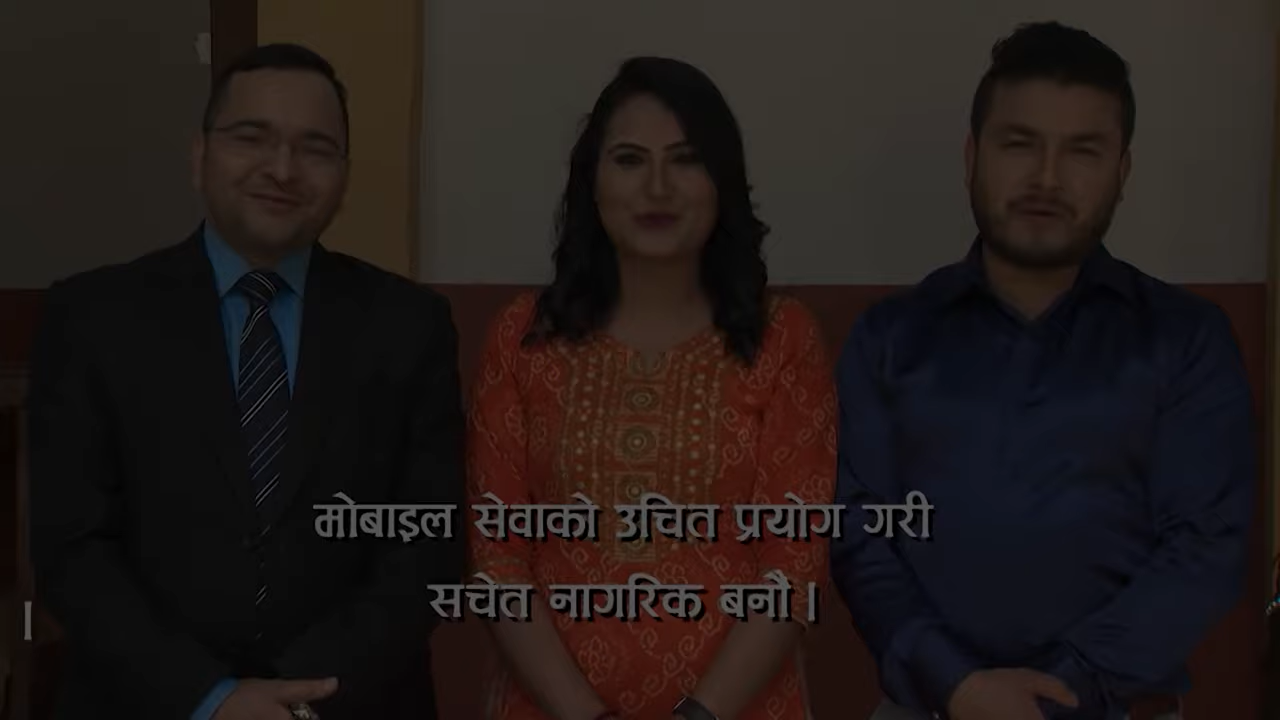 मोबाइल सेवाको उचित प्रयोग गरी
सचेत नागरिक बनौ।